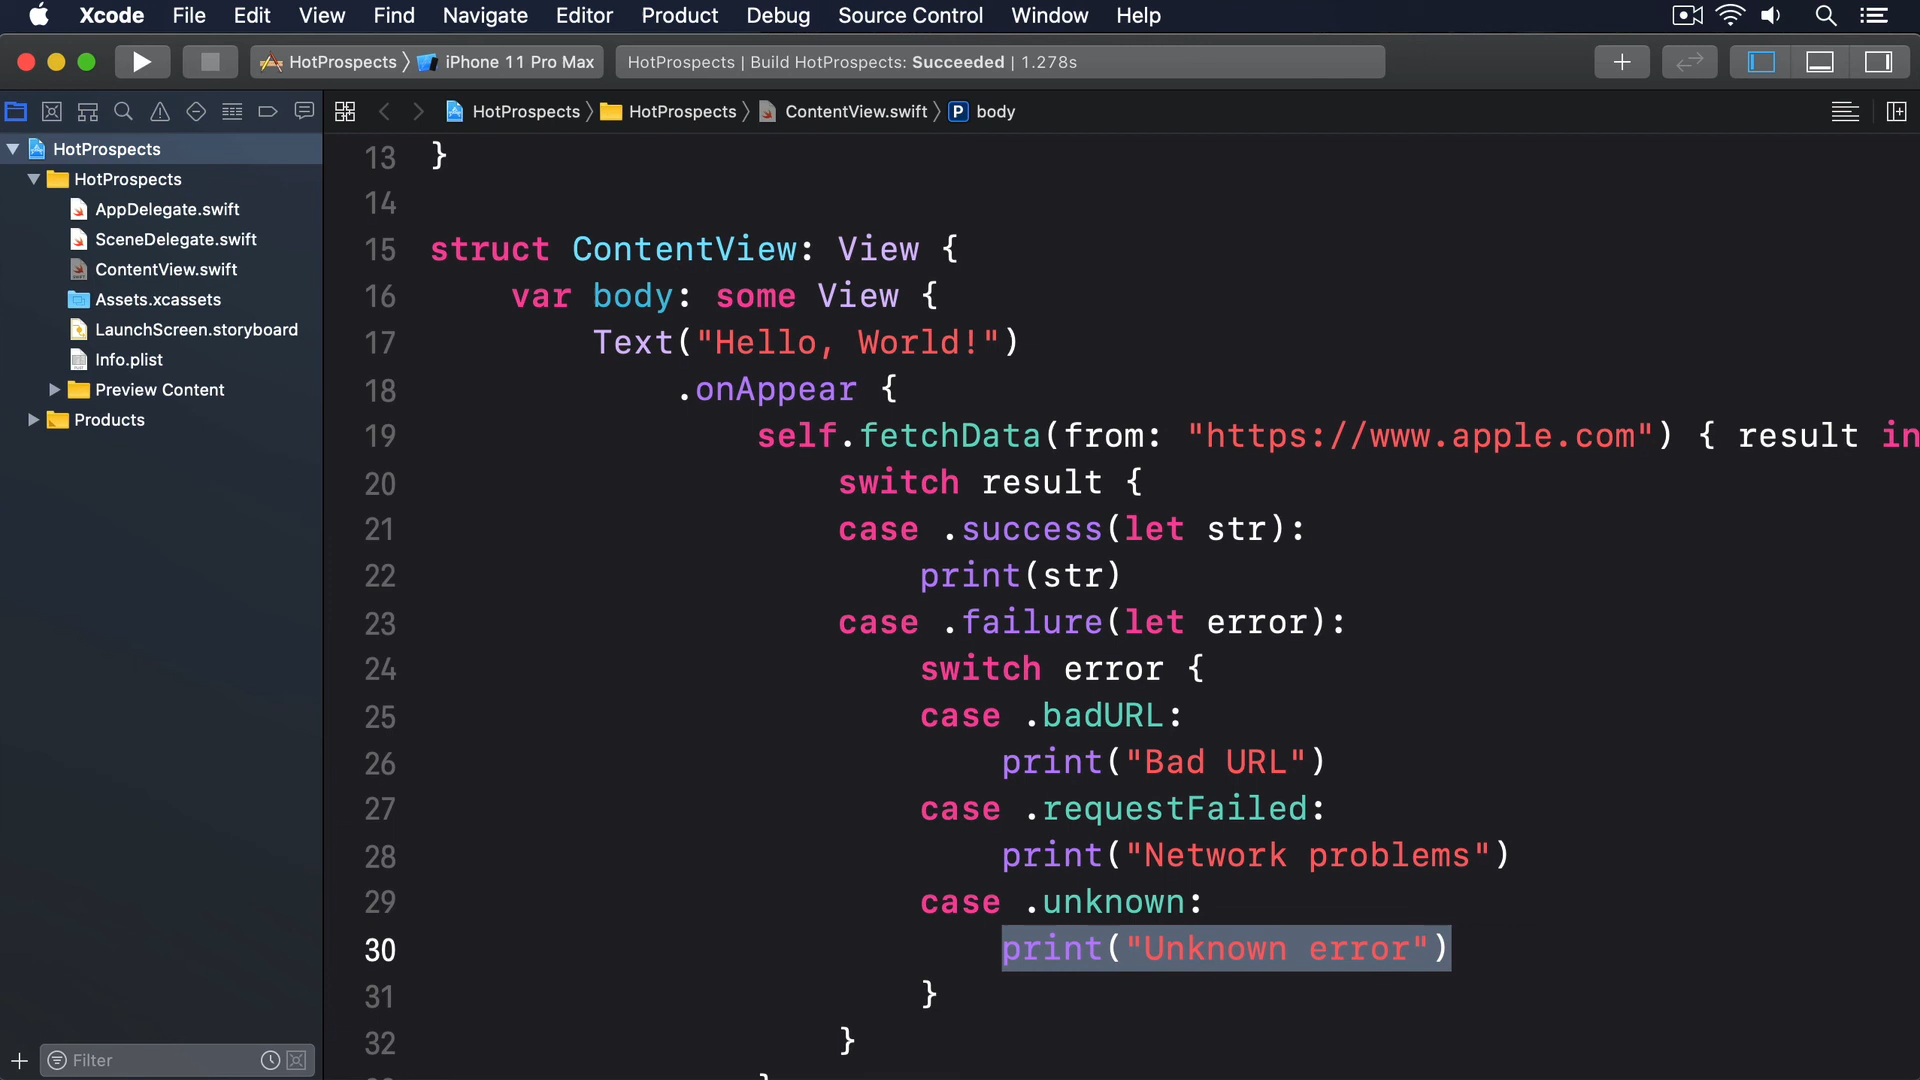 Xcode File Edit View Find Navigate Editor Product Debug Source Control Window Help
HotProspects iPhone 11 Pro Max
HotProspects | Build HotProspects: Succeeded | 1.278s
HotProspects HotProspects ContentView.swift P body
HotProspects
HotProspects
AppDelegate.swift
SceneDelegate.swift
ContentView.swift
Assets.xcassets
LaunchScreen.storyboard
Info.plist
Preview Content
Products
Filter
13 }
14
15 struct ContentView: View {
16 var body: some View {
17 Text("Hello, World!")
18 .onAppear {
19 self.fetchData(from: "https://www.apple.com") { result in
20 switch result {
21 case .success(let str):
22 print(str)
23 case .failure(let error):
24 switch error {
25 case .badURL:
26 print("Bad URL")
27 case .requestFailed:
28 print("Network problems")
29 case .unknown:
30 print("Unknown error")
31 }
32 }